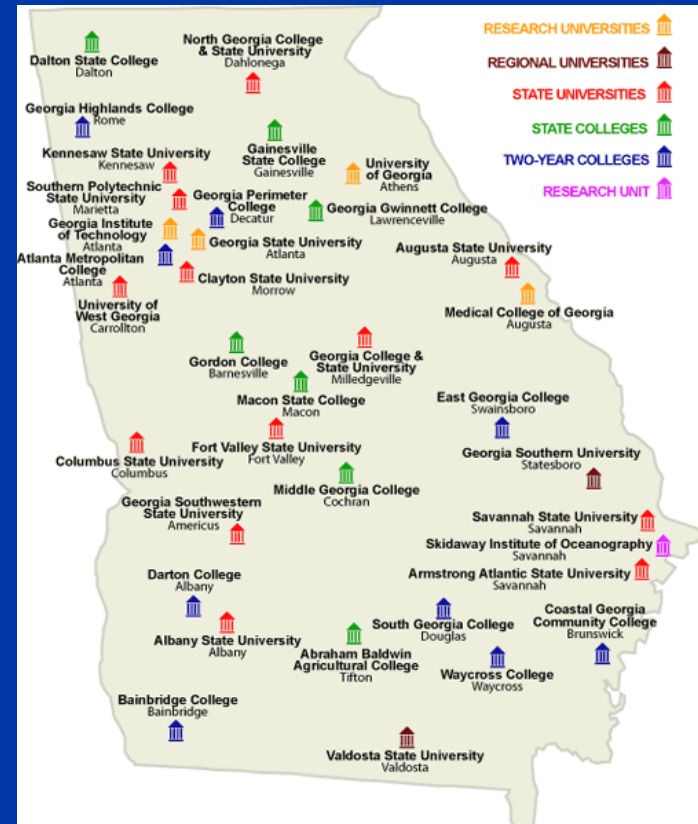 RESEARCH UNIVERSITIES
REGIONAL UNIVERSITIES
STATE UNIVERSITIES
STATE COLLEGES
TWO-YEAR COLLEGES
RESEARCH UNIT
Dalton State College
Dalton
North Georgia College
& State University
Dahlonega
Georgia Highlands College
Rome
Gainesville
State College
Gainesville
Kennesaw State University
Kennesaw
University
of Georgia
Athens
Southern Polytechnic
State University
Marietta
Georgia Perimeter
College
Decatur
Georgia Gwinnett College
Lawrenceville
Georgia Institute
of Technology
Atlanta
Georgia State University
Atlanta
Atlanta Metropolitan
College
Atlanta
Clayton State University
Morrow
Augusta State University
Augusta
University of
West Georgia
Carrollton
Medical College of Georgia
Augusta
Gordon College
Barnesville
Georgia College &
State University
Milledgeville
Macon State College
Macon
East Georgia College
Swainsboro
Fort Valley State University
Fort Valley
Columbus State University
Columbus
Georgia Southern University
Statesboro
Middle Georgia College
Cochran
Georgia Southwestern
State University
Americus
Savannah State University
Savannah
Skidaway Institute of Oceanography
Savannah
Armstrong Atlantic State University
Savannah
Darton College
Albany
Albany State University
Albany
South Georgia College
Douglas
Coastal Georgia
Community College
Brunswick
Abraham Baldwin
Agricultural College
Tifton
Waycross College
Waycross
Bainbridge College
Bainbridge
Valdosta State University
Valdosta